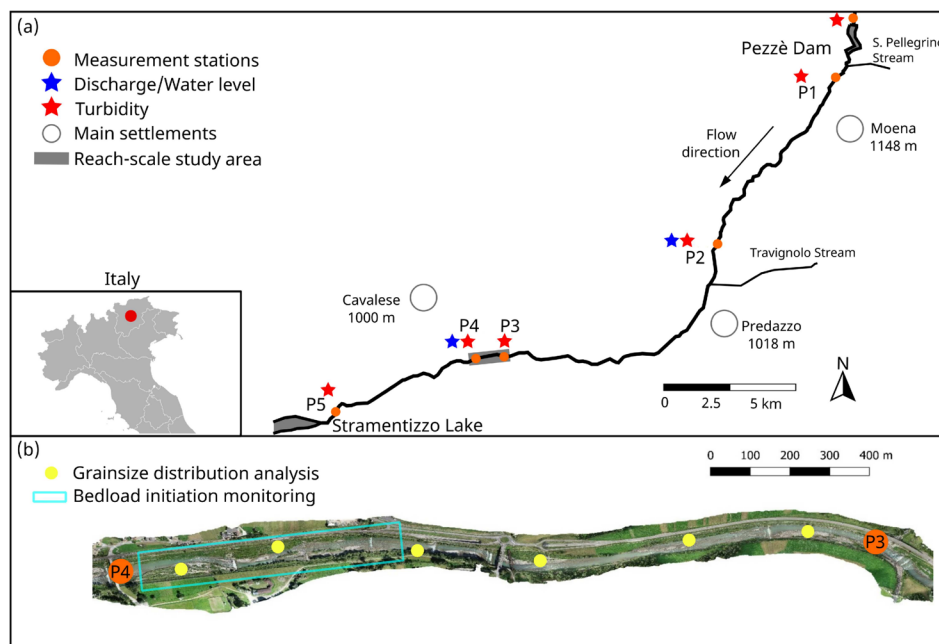 (a)
Measurement stations
Discharge/Water level
Turbidity
Main settlements
Reach-scale study area
Pezzè Dam
S. Pellegrino
Stream
P1
Flow
direction
Moena
1148 m
P2
Travignolo Stream
Italy
Cavalese
1000 m
P4
P3
Predazzo
1018 m
N
0
2.5
5 km
P5
Stramentizzo Lake
(b)
Grainsize distribution analysis
Bedload initiation monitoring
0 100 200 300 400 m
P4
P3